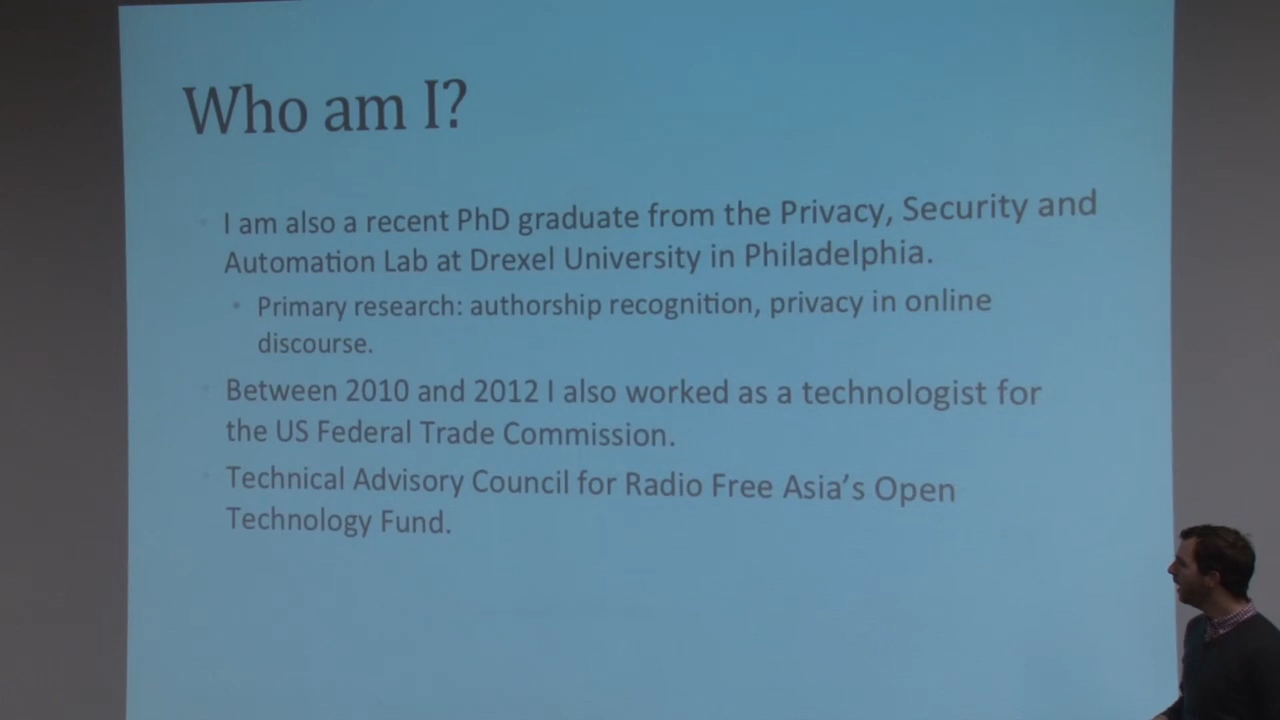 Who am I?
I am also a recent PhD graduate from the Privacy, Security and
Automation Lab at Drexel University in Philadelphia.
Primary research: authorship recognition, privacy in online
discourse.
Between 2010 and 2012 I also worked as a technologist for
the US Federal Trade Commission.
Technical Advisory Council for Radio Free Asia’s Open
Technology Fund.